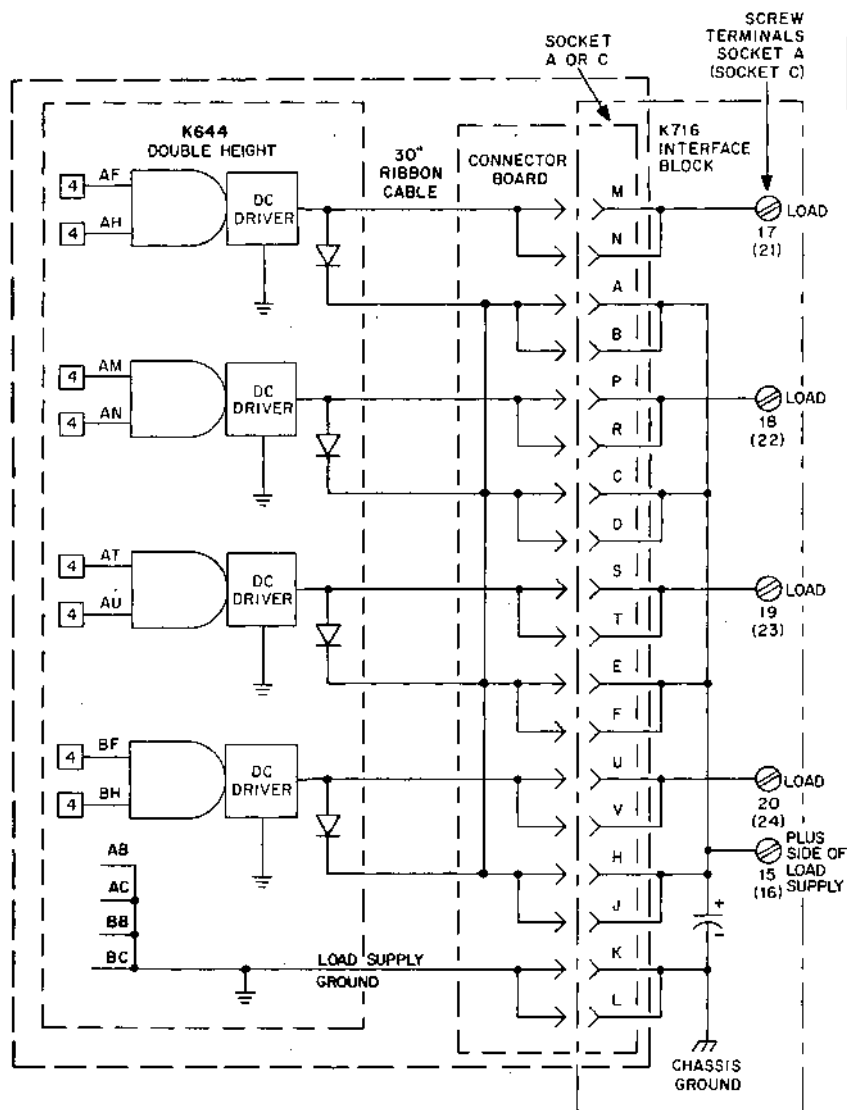 SCREW
TERMINALS
SOCKET A
(SOCKET C)
SOCKET
A OR C
K644
DOUBLE HEIGHT
30"
RIBBON
CABLE
CONNECTOR
BOARD
K716
INTERFACE
BLOCK
4 AF
4 AH
DC
DRIVER
M
N
A
B
LOAD
17
(21)
4 AM
4 AN
DC
DRIVER
P
R
C
D
LOAD
18
(22)
4 AT
4 AU
DC
DRIVER
S
T
E
F
LOAD
19
(23)
4 BF
4 BH
DC
DRIVER
U
V
H
J
LOAD
20
(24)
PLUS
SIDE OF
LOAD
SUPPLY
15
(16)
+
-
AB
AC
BB
BC
LOAD SUPPLY
GROUND
K
L
CHASSIS
GROUND